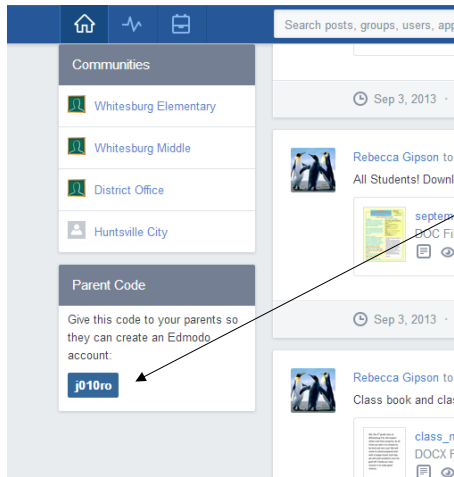 Search posts, groups, users, app
Communities
Whitesburg Elementary
Whitesburg Middle
District Office
Huntsville City
Parent Code
Give this code to your parents so
they can create an Edmodo
account:
j010ro
Sep 3, 2013 ·
Rebecca Gipson to
All Students! Downl
septem
DOC Fi
Sep 3, 2013 ·
Rebecca Gipson to
Class book and cla
class_n
DOCX F